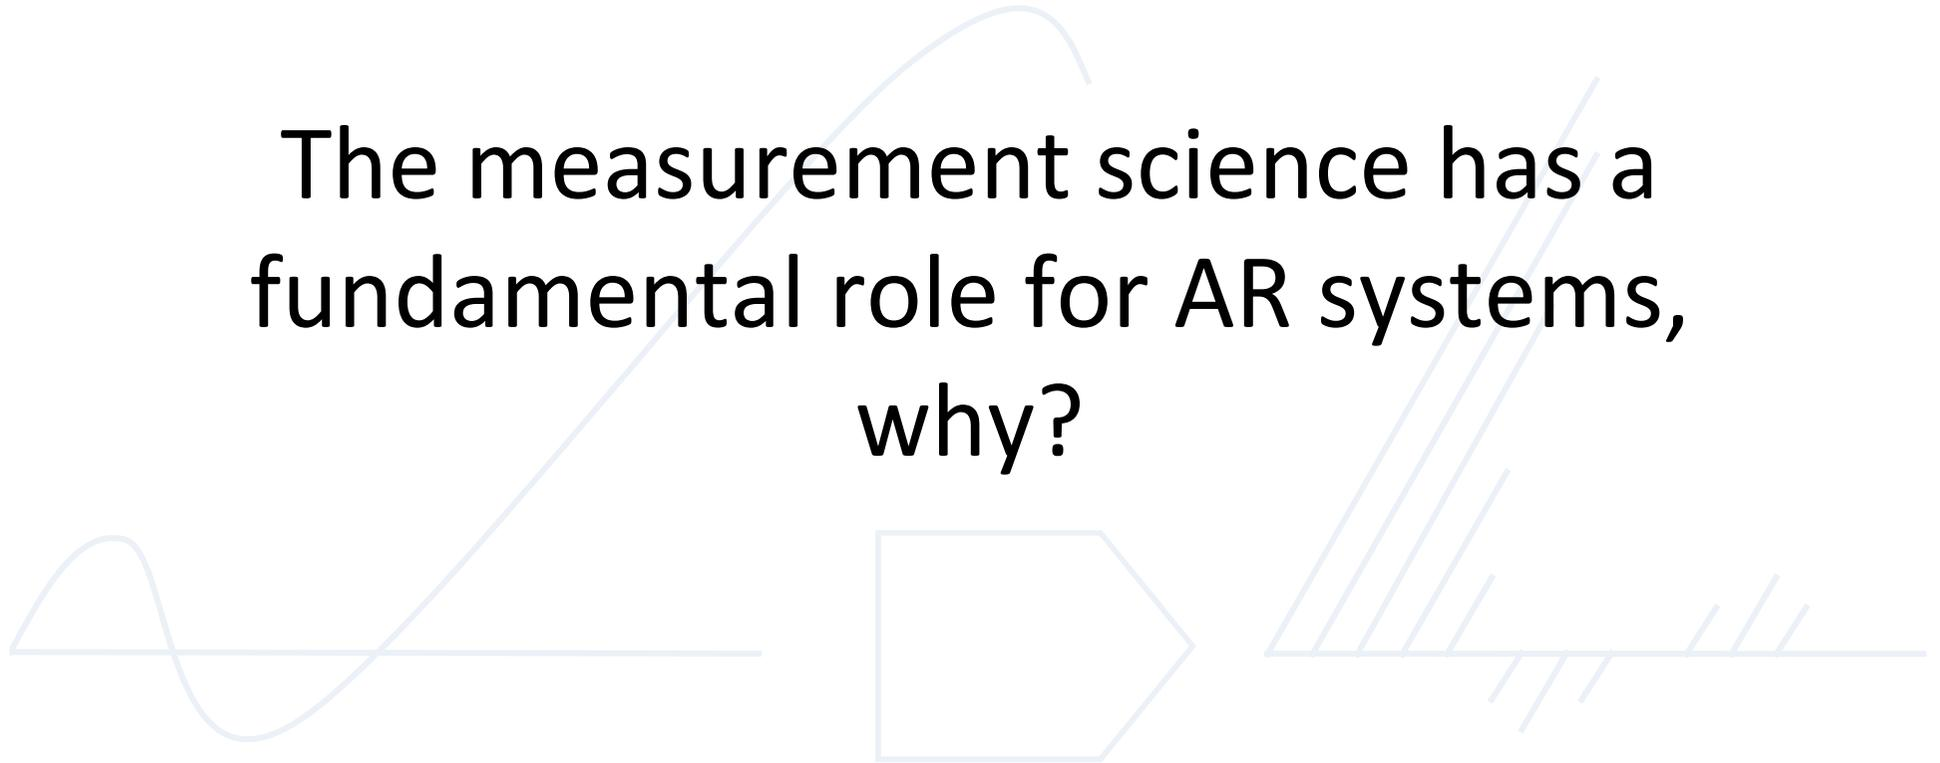 The measurement science has a
fundamental role for AR systems,
why?